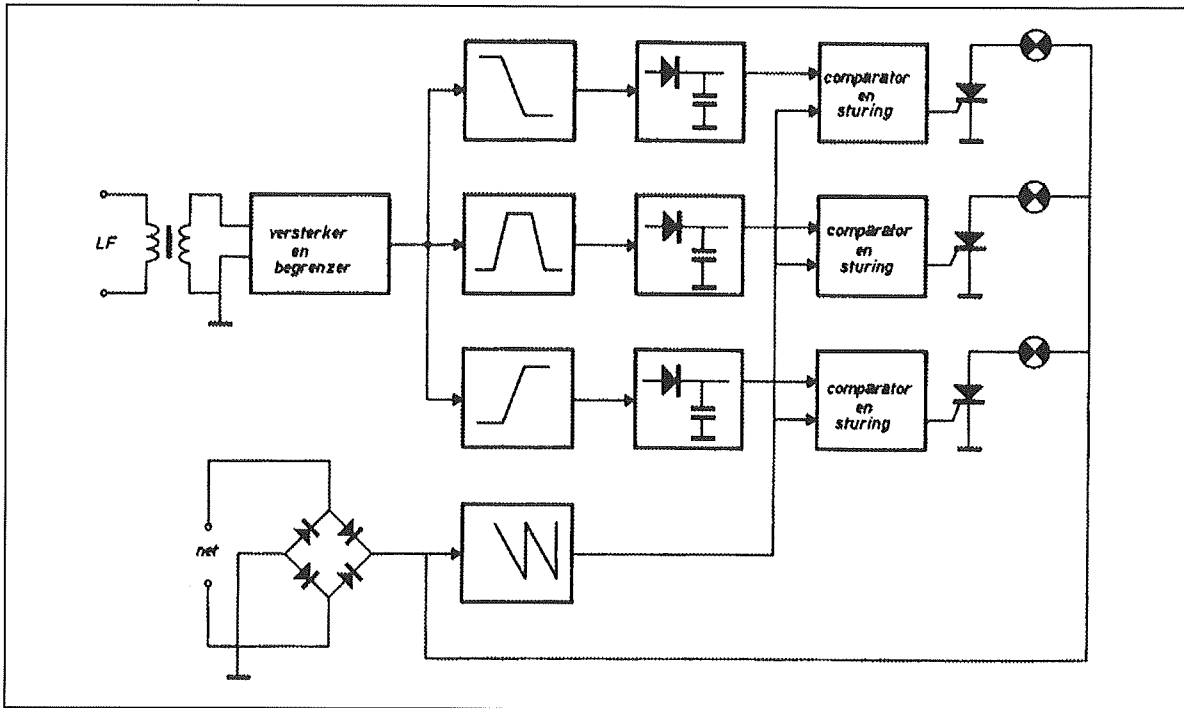 comparator
en
sturing
LF
versterker
en
begrenzer
comparator
en
sturing
comparator
en
sturing
net